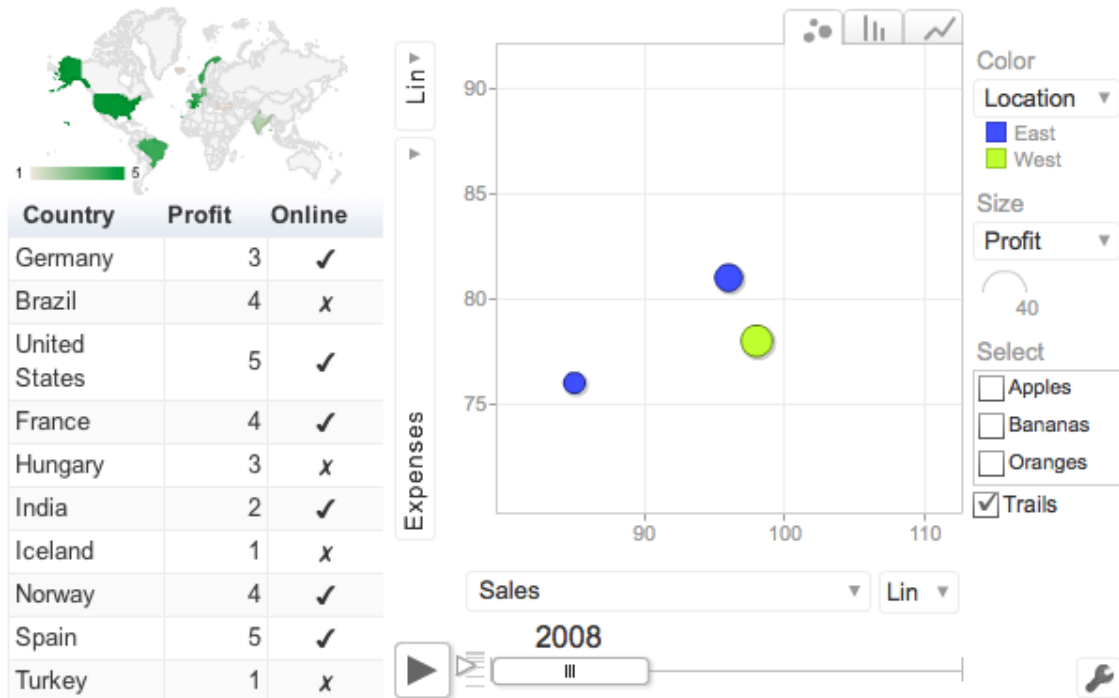 1 5
Country Profit Online
Germany 3 ✔
Brazil 4 ✗
United
States 5 ✔
France 4 ✔
Hungary 3 ✗
India 2 ✔
Iceland 1 ✗
Norway 4 ✔
Spain 5 ✔
Turkey 1 ✗
Lin
Expenses
90
85
80
75
90 100 110
Sales
Lin
2008
Color
Location
East
West
Size
Profit
40
Select
Apples
Bananas
Oranges
Trails